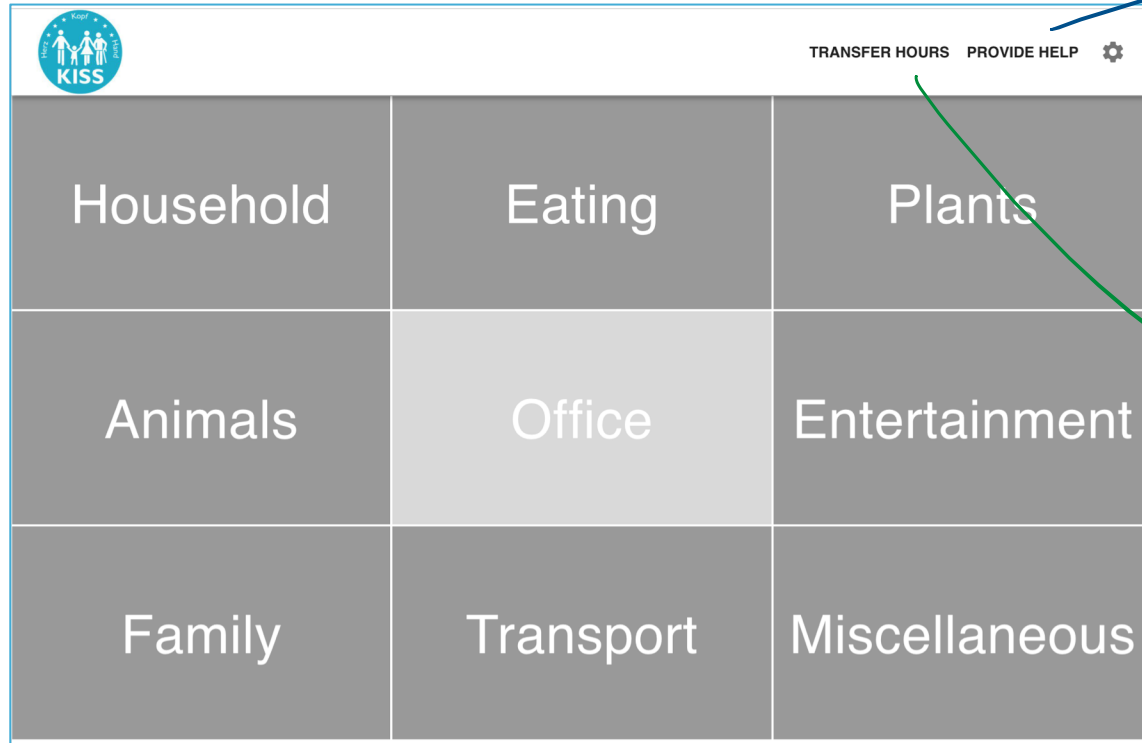 Kopf
Herz
Hand
KISS
TRANSFER HOURS PROVIDE HELP
Household Eating Plants
Animals Office Entertainment
Family Transport Miscellaneous